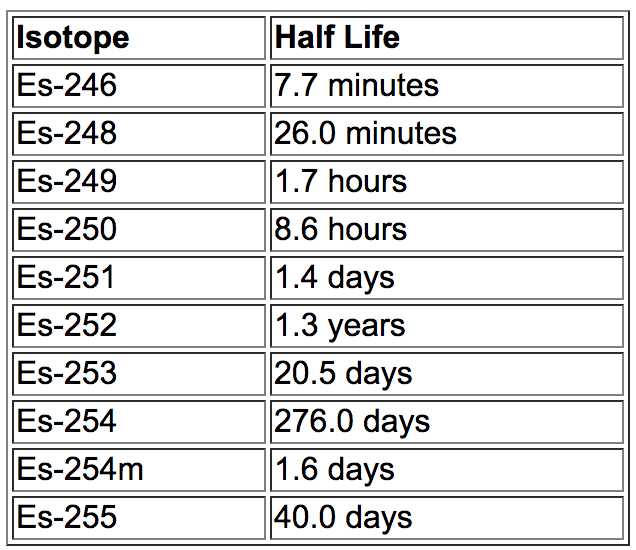 Isotope Half Life
Es-246 7.7 minutes
Es-248 26.0 minutes
Es-249 1.7 hours
Es-250 8.6 hours
Es-251 1.4 days
Es-252 1.3 years
Es-253 20.5 days
Es-254 276.0 days
Es-254m 1.6 days
Es-255 40.0 days